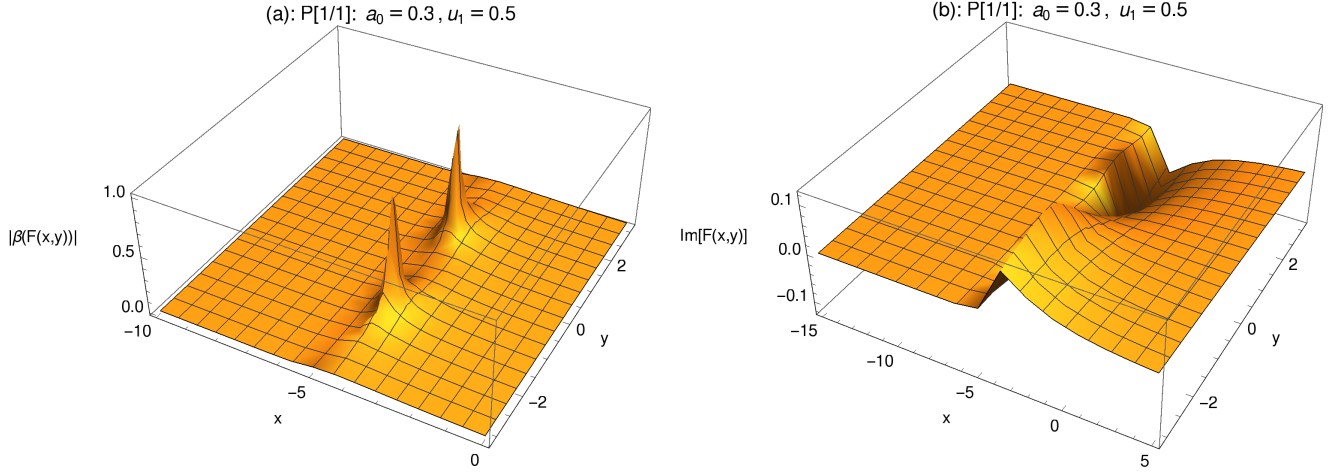 (a): P[1/1]: a₀ = 0.3 , u₁ = 0.5
1.0
|β(F(x,y))|
0.5
0.0
−10
−5
x
0
−2
0
y
2
(b): P[1/1]: a₀ = 0.3 , u₁ = 0.5
0.1
Im[F(x,y)]
0.0
−0.1
−15
−10
−5
x
0
5
−2
0
y
2